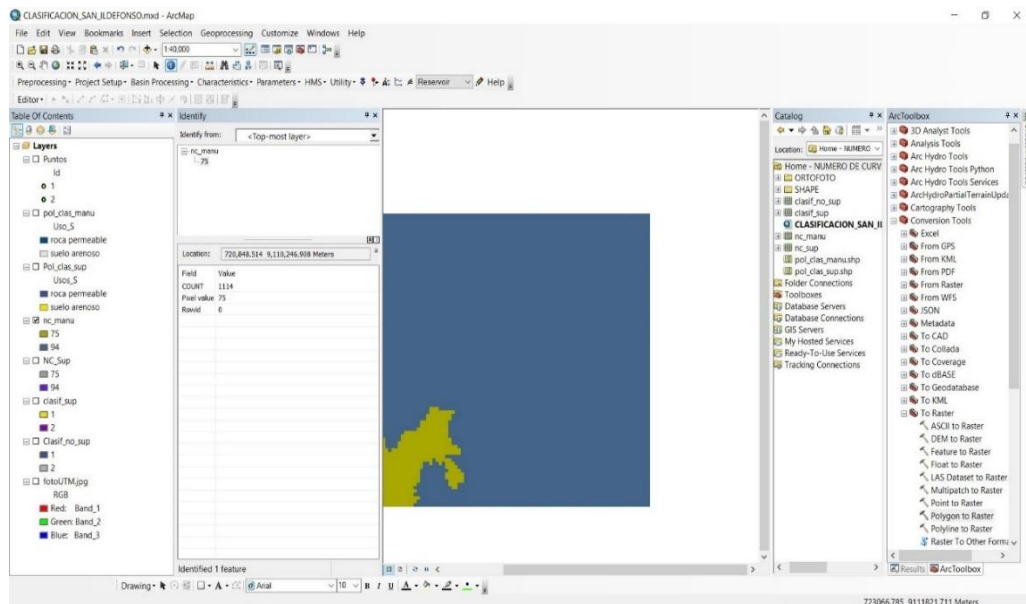 CLASIFICACION_SAN_ILDEFONSO.mxd - ArcMap
File Edit View Bookmarks Insert Selection Geoprocessing Customize Windows Help
1:40,000
Preprocessing Project Setup Basin Processing Characteristics Parameters HMS Utility Reservoir Help
Editor
Table Of Contents
Layers
Puntos
Id
1
2
pol_clas_manu
Uso_S
roca permeable
suelo arenoso
Pol_clas_sup
Usos_S
roca permeable
suelo arenoso
nc_manu
75
94
NC_Sup
75
94
clasif_sup
1
2
Clasif_no_sup
1
2
fotoUTM.jpg
RGB
Red: Band_1
Green: Band_2
Blue: Band_3
Identify
Identify from: <Top-most layer>
nc_manu
75
Location: 720,848.514 9,110,246.908 Meters
Field Value
COUNT 1114
Pixel value 75
Rowid 0
Identified 1 feature
Catalog
Location: Home - NUMERO
Home - NUMERO DE CURV
ORTOFOTO
SHAPE
clasif_no_sup
clasif_sup
CLASIFICACION_SAN_II
nc_manu
nc_sup
pol_clas_manu.shp
pol_clas_sup.shp
Folder Connections
Toolboxes
Database Servers
Database Connections
GIS Servers
My Hosted Services
Ready-To-Use Services
Tracking Connections
ArcToolbox
3D Analyst Tools
Analysis Tools
Arc Hydro Tools
Arc Hydro Tools Python
Arc Hydro Tools Services
ArcHydroPartialTerrainUpda
Cartography Tools
Conversion Tools
Excel
From GPS
From KML
From PDF
From Raster
From WFS
JSON
Metadata
To CAD
To Collada
To Coverage
To dBASE
To Geodatabase
To KML
To Raster
ASCII to Raster
DEM to Raster
Feature to Raster
Float to Raster
LAS Dataset to Raster
Multipatch to Raster
Point to Raster
Polygon to Raster
Polyline to Raster
Raster To Other Forma
Results ArcToolbox
Drawing A Arial 10 B I U A
723066.785 9111821.711 Meters